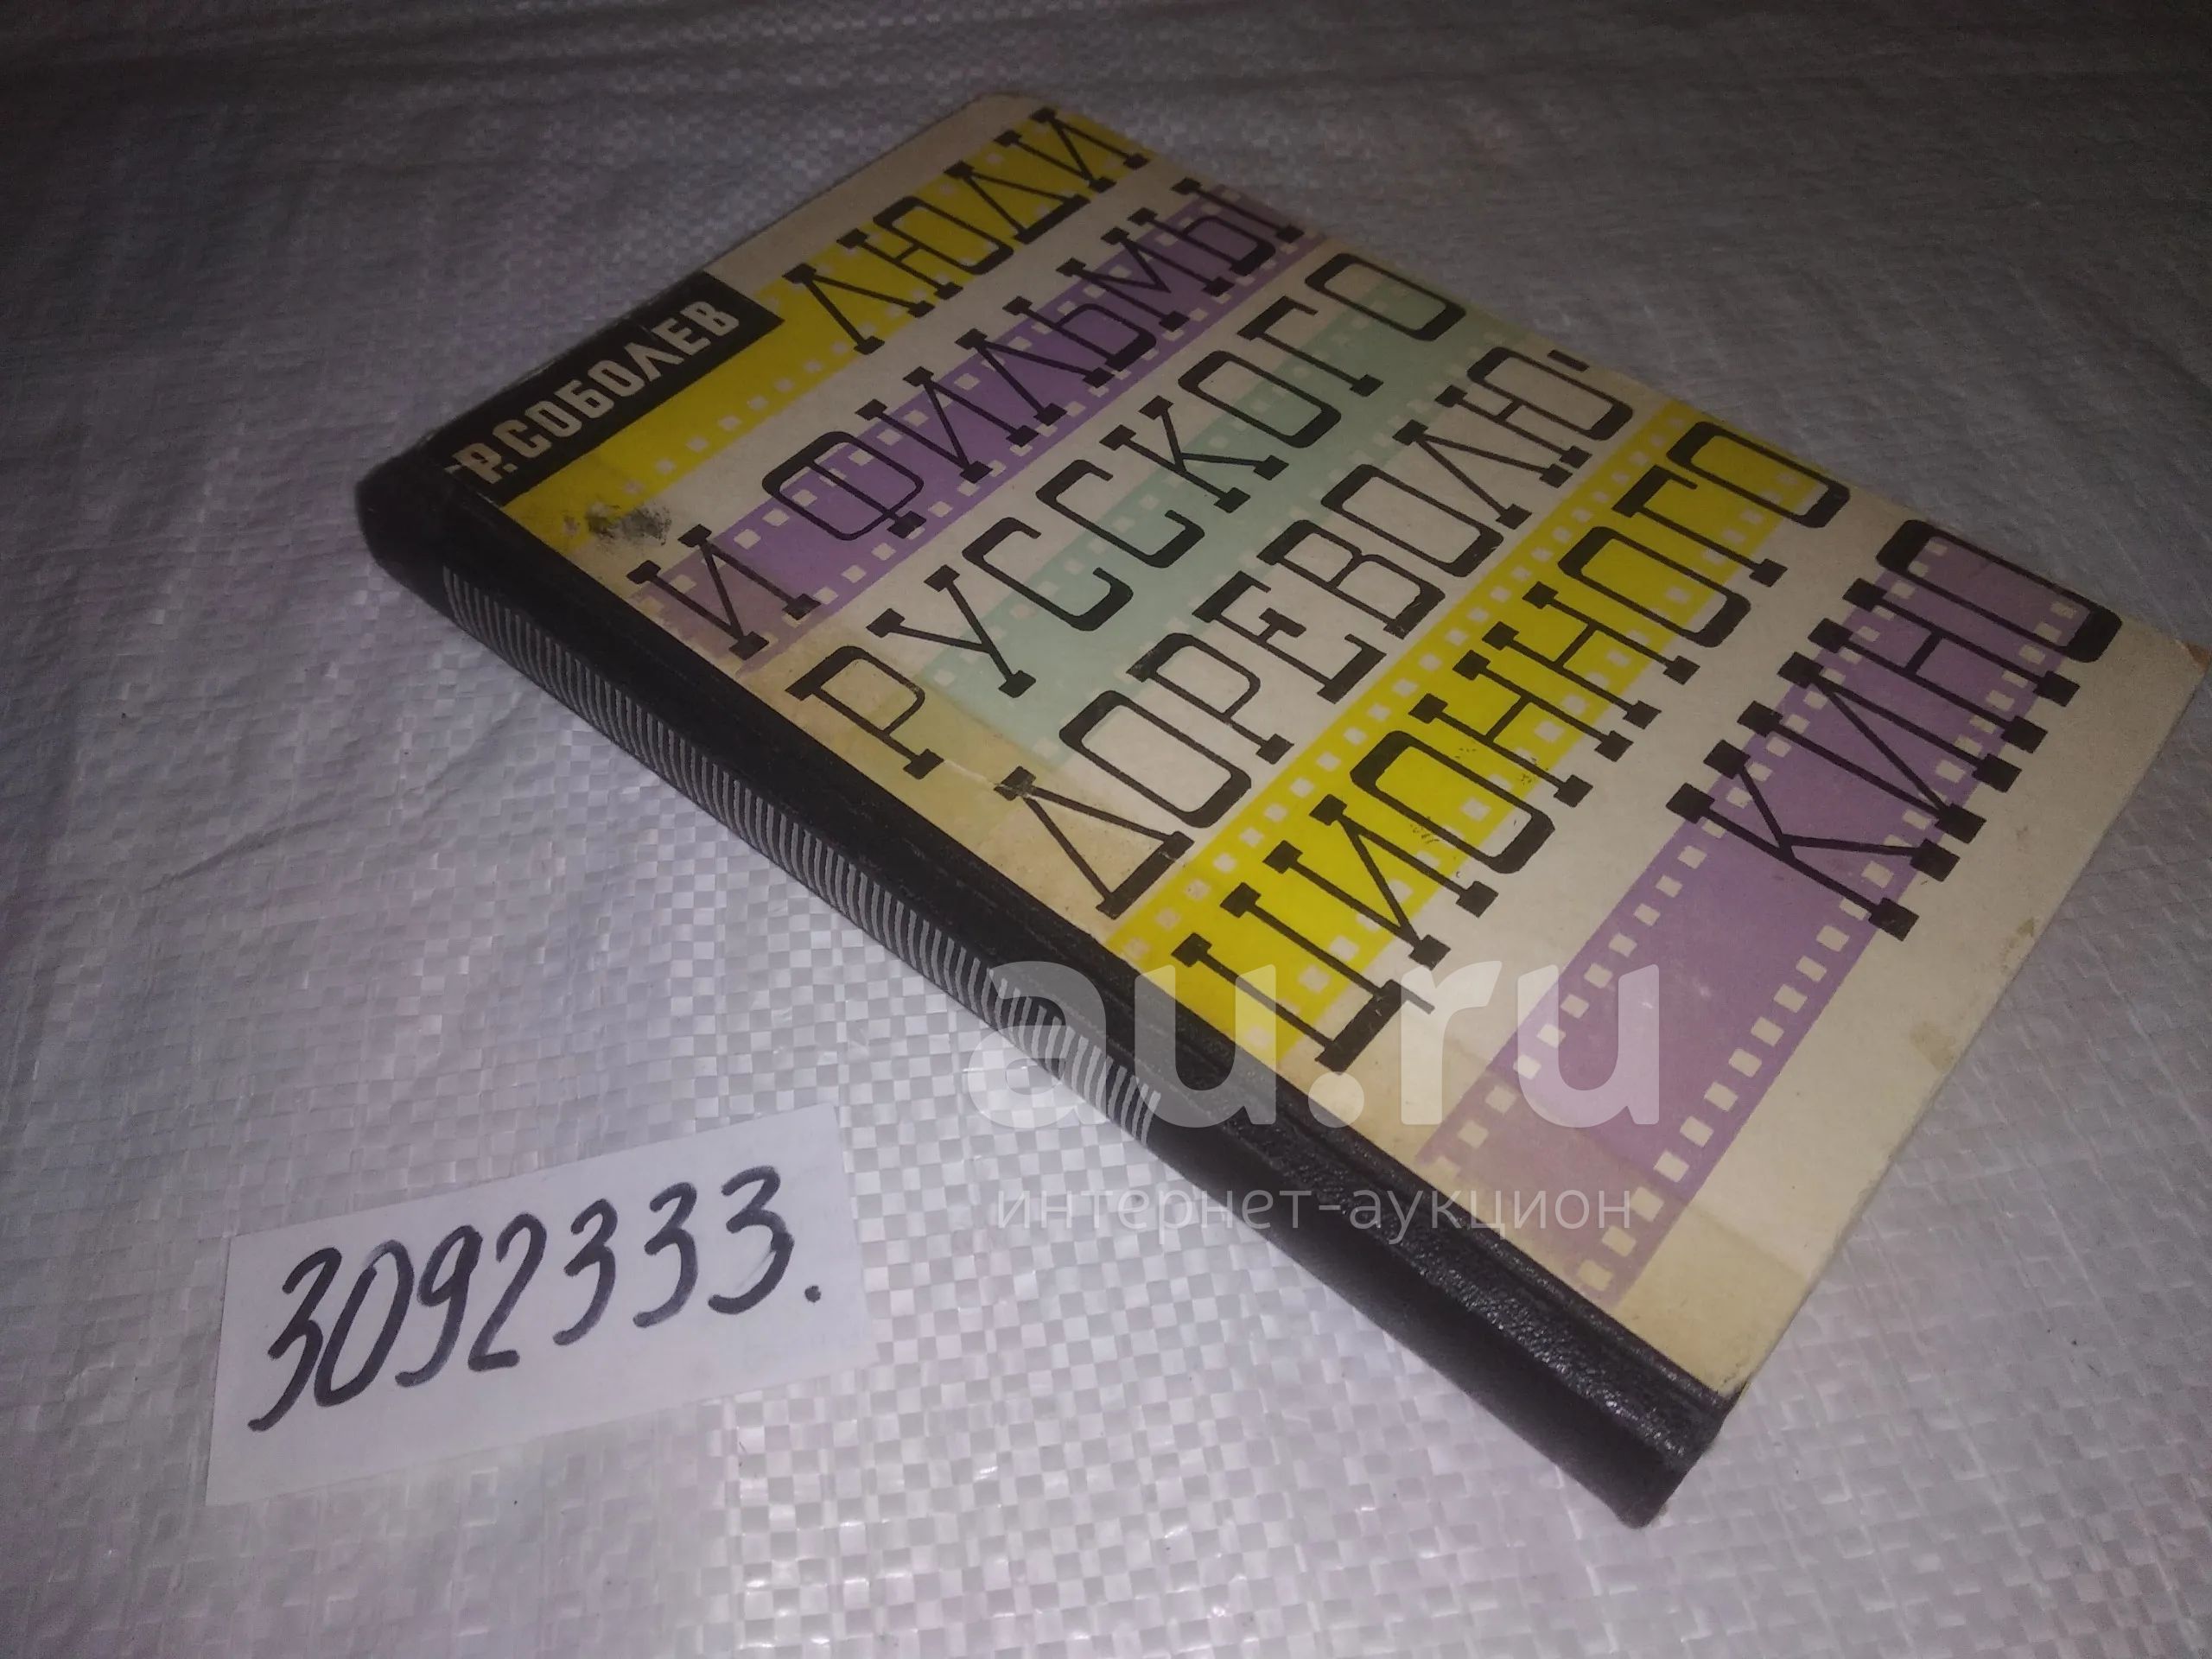 Р. СОБОЛЕВ
ЛЮДИ
И ФИЛЬМЫ
РУССКОГО
ДОРЕВОЛЮ-
ЦИОННОГО
КИНО
au.ru
интернет-аукцион
3092333.